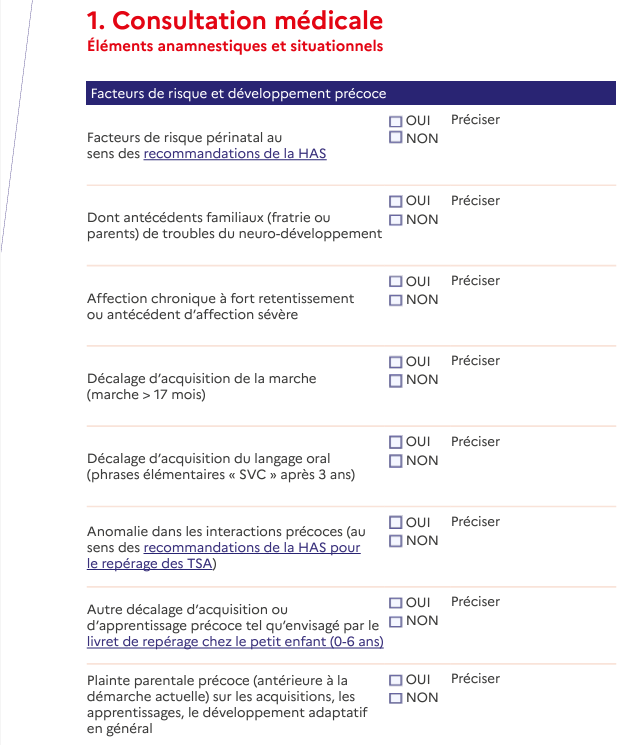 1. Consultation médicale
Éléments anamnestiques et situationnels
Facteurs de risque et développement précoce
Facteurs de risque périnatal au
sens des recommandations de la HAS
OUI
NON
Préciser
Dont antécédents familiaux (fratrie ou
parents) de troubles du neuro-développement
OUI
NON
Préciser
Affection chronique à fort retentissement
ou antécédent d’affection sévère
OUI
NON
Préciser
Décalage d’acquisition de la marche
(marche > 17 mois)
OUI
NON
Préciser
Décalage d’acquisition du langage oral
(phrases élémentaires « SVC » après 3 ans)
OUI
NON
Préciser
Anomalie dans les interactions précoces (au
sens des recommandations de la HAS pour
le repérage des TSA)
OUI
NON
Préciser
Autre décalage d’acquisition ou
d’apprentissage précoce tel qu’envisagé par le
livret de repérage chez le petit enfant (0-6 ans)
OUI
NON
Préciser
Plainte parentale précoce (antérieure à la
démarche actuelle) sur les acquisitions, les
apprentissages, le développement adaptatif
en général
OUI
NON
Préciser